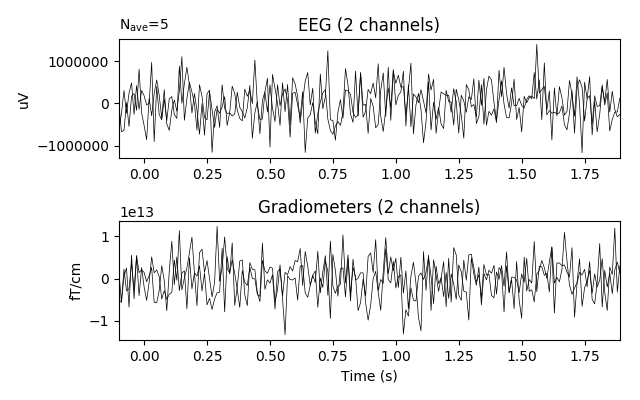 N_ave=5 EEG (2 channels)
1000000
0
−1000000
uV
0.00 0.25 0.50 0.75 1.00 1.25 1.50 1.75
1e13 Gradiometers (2 channels)
1
0
−1
fT/cm
0.00 0.25 0.50 0.75 1.00 1.25 1.50 1.75
Time (s)